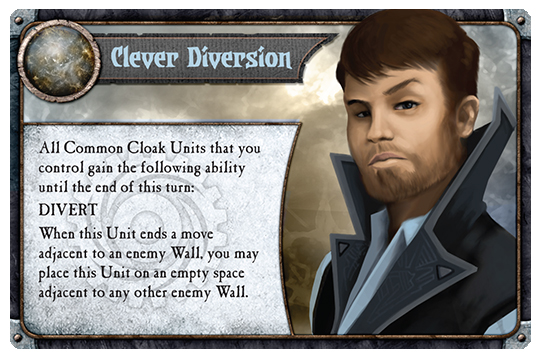 Clever Diversion
All Common Cloak Units that you
control gain the following ability
until the end of this turn:
DIVERT
When this Unit ends a move
adjacent to an enemy Wall, you may
place this Unit on an empty space
adjacent to any other enemy Wall.